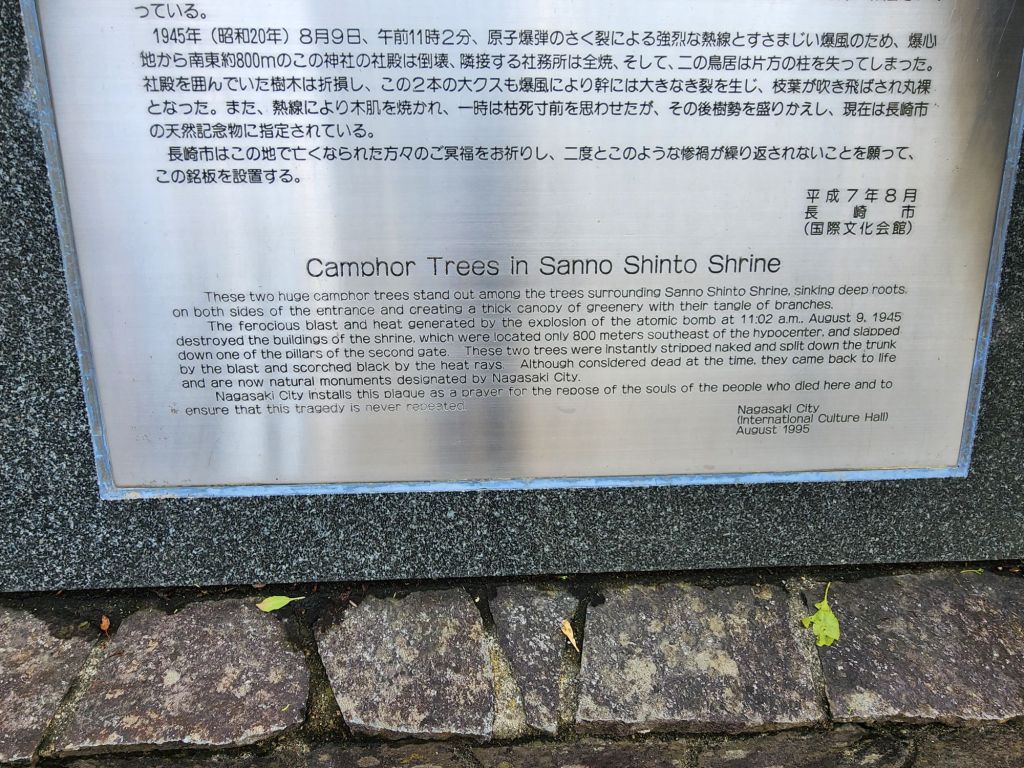 っている。
1945年（昭和20年）8月9日、午前11時2分、原子爆弾のさく裂による強烈な熱線とすさまじい爆風のため、爆心
地から南東約800mのこの神社の社殿は倒壊、隣接する社務所は全焼、そして、二の鳥居は片方の柱を失ってしまった。
社殿を囲んでいた樹木は折損し、この2本の大クスも爆風により幹には大きなき裂を生じ、枝葉が吹き飛ばされ丸裸
となった。また、熱線により木肌を焼かれ、一時は枯死寸前を思わせたが、その後樹勢を盛りかえし、現在は長崎市
の天然記念物に指定されている。
長崎市はこの地で亡くなられた方々のご冥福をお祈りし、二度とこのような惨禍が繰り返されないことを願って、
この銘板を設置する。
平成7年8月
長崎市
(国際文化会館)
Camphor Trees in Sanno Shinto Shrine
These two huge camphor trees stand out among the trees surrounding Sanno Shinto Shrine, sinking deep roots
on both sides of the entrance and creating a thick canopy of greenery with their tangle of branches.
The ferocious blast and heat generated by the explosion of the atomic bomb at 11:02 a.m., August 9, 1945
destroyed the buildings of the shrine, which were located only 800 meters southeast of the hypocenter, and slapped
down one of the pillars of the second gate. These two trees were instantly stripped naked and split down the trunk
by the blast and scorched black by the heat rays. Although considered dead at the time, they came back to life
and are now natural monuments designated by Nagasaki City.
Nagasaki City installs this plaque as a prayer for the repose of the souls of the people who died here and to
ensure that this tragedy is never repeated.
Nagasaki City
(International Culture Hall)
August 1995